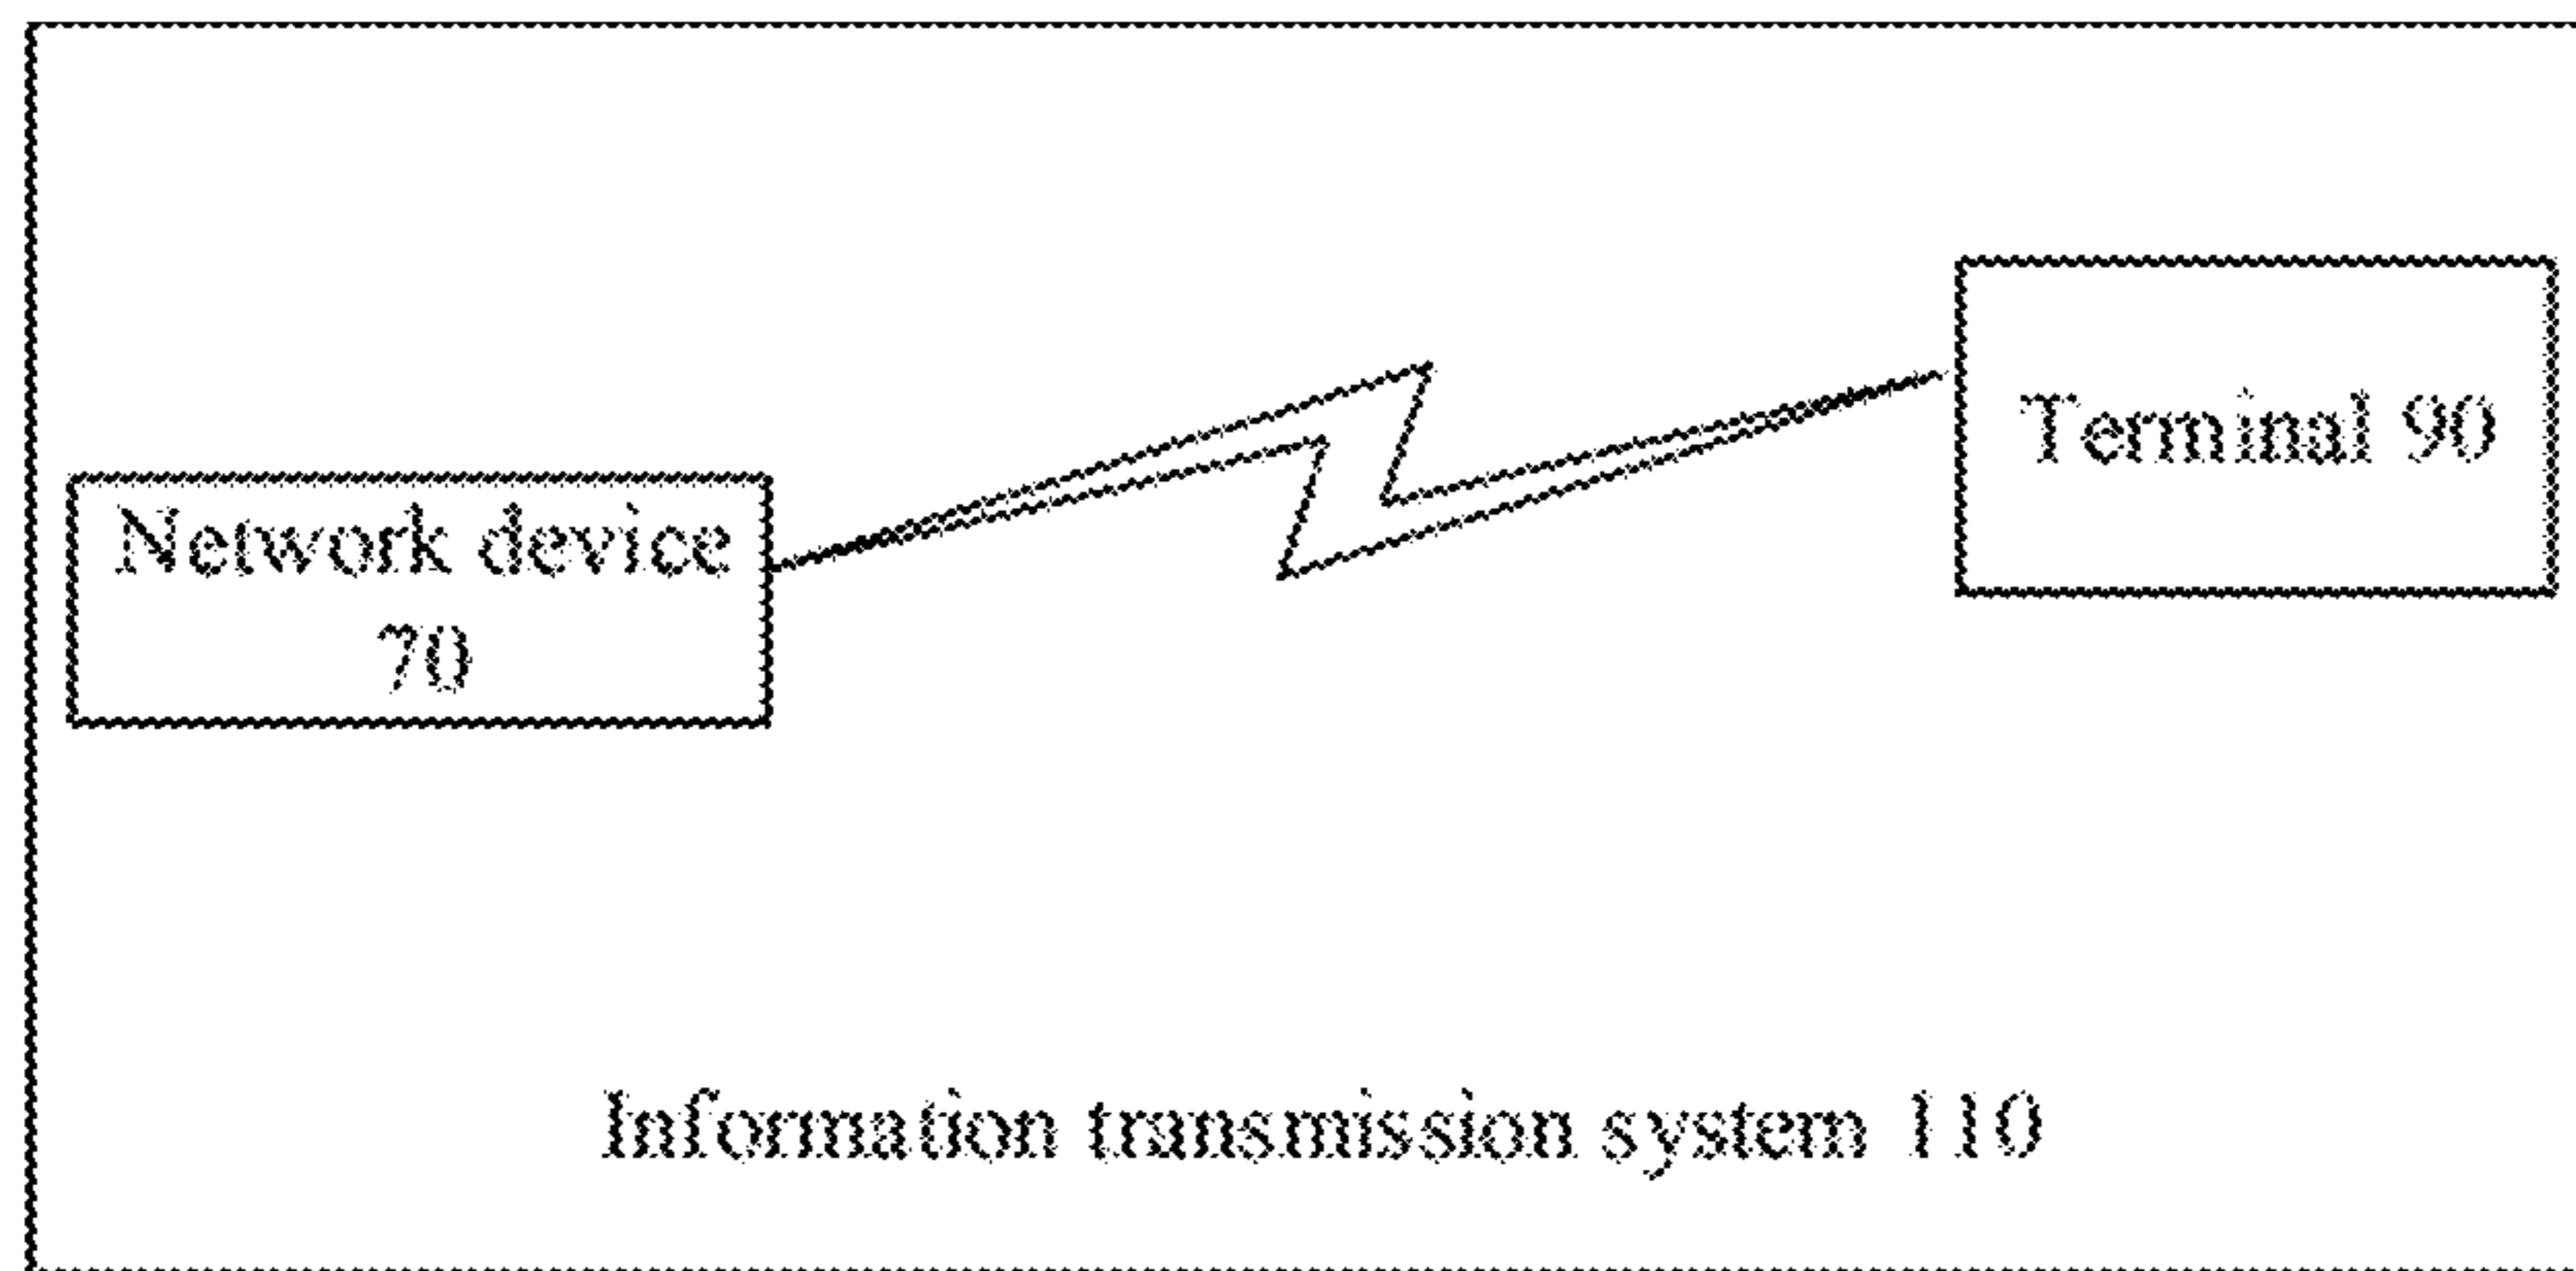 Terminal 90
Network device
70
Information transmission system 110